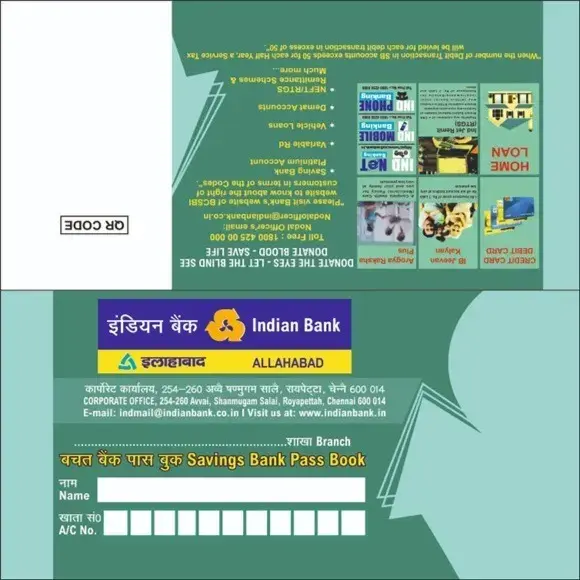 DONATE THE EYES - LET THE BLIND SEE
DONATE BLOOD - SAVE LIFE
Toll Free : 1800 425 00 000
Nodal Officer's email:
Nodalofficer@indianbank.co.in
"Please visit Bank's website of BCSBI
website to know about the right of
customers in terms of the codes."
• Saving Bank
Platinium Account
• Variable Rd
• Vehicle Loans
• Demat Accounts
• NEFT/RTGS
Remittance Schemes &
Much more...
CREDIT CARD
DEBIT CARD
IB Jeevan
Kalyan
Arogya Raksha
Plus
HOME
LOAN
Ind Jet Remit
(RTGS)
IND NET
Banking
IND MOBILE
Banking
IND PHONE
Banking
"When the number of Debit Transaction in SB accounts exceeds 50 for each Half Year, a Service Tax
will be levied for each debit transaction in excess of 50".
QR CODE
इंडियन बैंक Indian Bank
इलाहाबाद ALLAHABAD
कार्पोरेट कार्यालय, 254-260 अव्वै षण्मुगम सालै, रायपेट्टा, चेन्नै 600 014
CORPORATE OFFICE, 254-260 Avvai, Shanmugam Salai, Royapettah, Chennai 600 014
E-mail: indmail@indianbank.co.in I Visit us at: www.indianbank.in
शाखा Branch
बचत बैंक पास बुक Savings Bank Pass Book
नाम
Name
खाता सं०
A/C No.